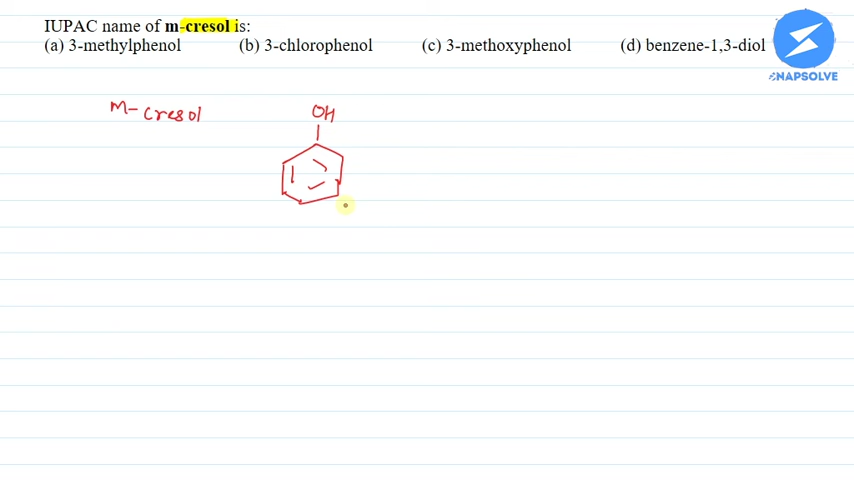 IUPAC name of m-cresol is:
(a) 3-methylphenol (b) 3-chlorophenol (c) 3-methoxyphenol (d) benzene-1,3-diol
SNAPSOLVE
M- cresol
OH